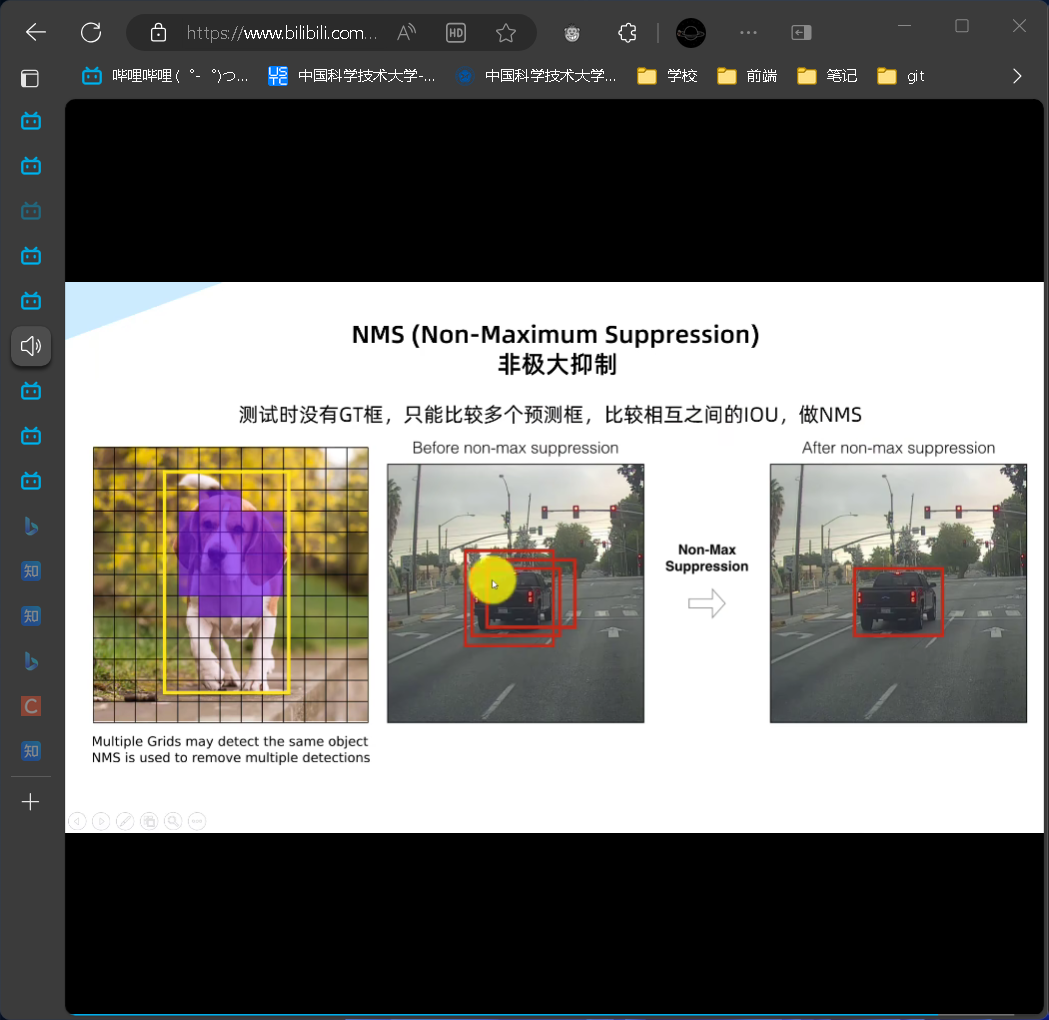 https://www.bilibili.com...
A
HD
哔哩哔哩 (゜-゜)つ...
USTC
中国科学技术大学-...
中国科学技术大学...
学校
前端
笔记
git
知
知
C
知
NMS (Non-Maximum Suppression)
非极大抑制
测试时没有GT框，只能比较多个预测框，比较相互之间的IOU，做NMS
Before non-max suppression
After non-max suppression
Non-Max
Suppression
Multiple Grids may detect the same object
NMS is used to remove multiple detections